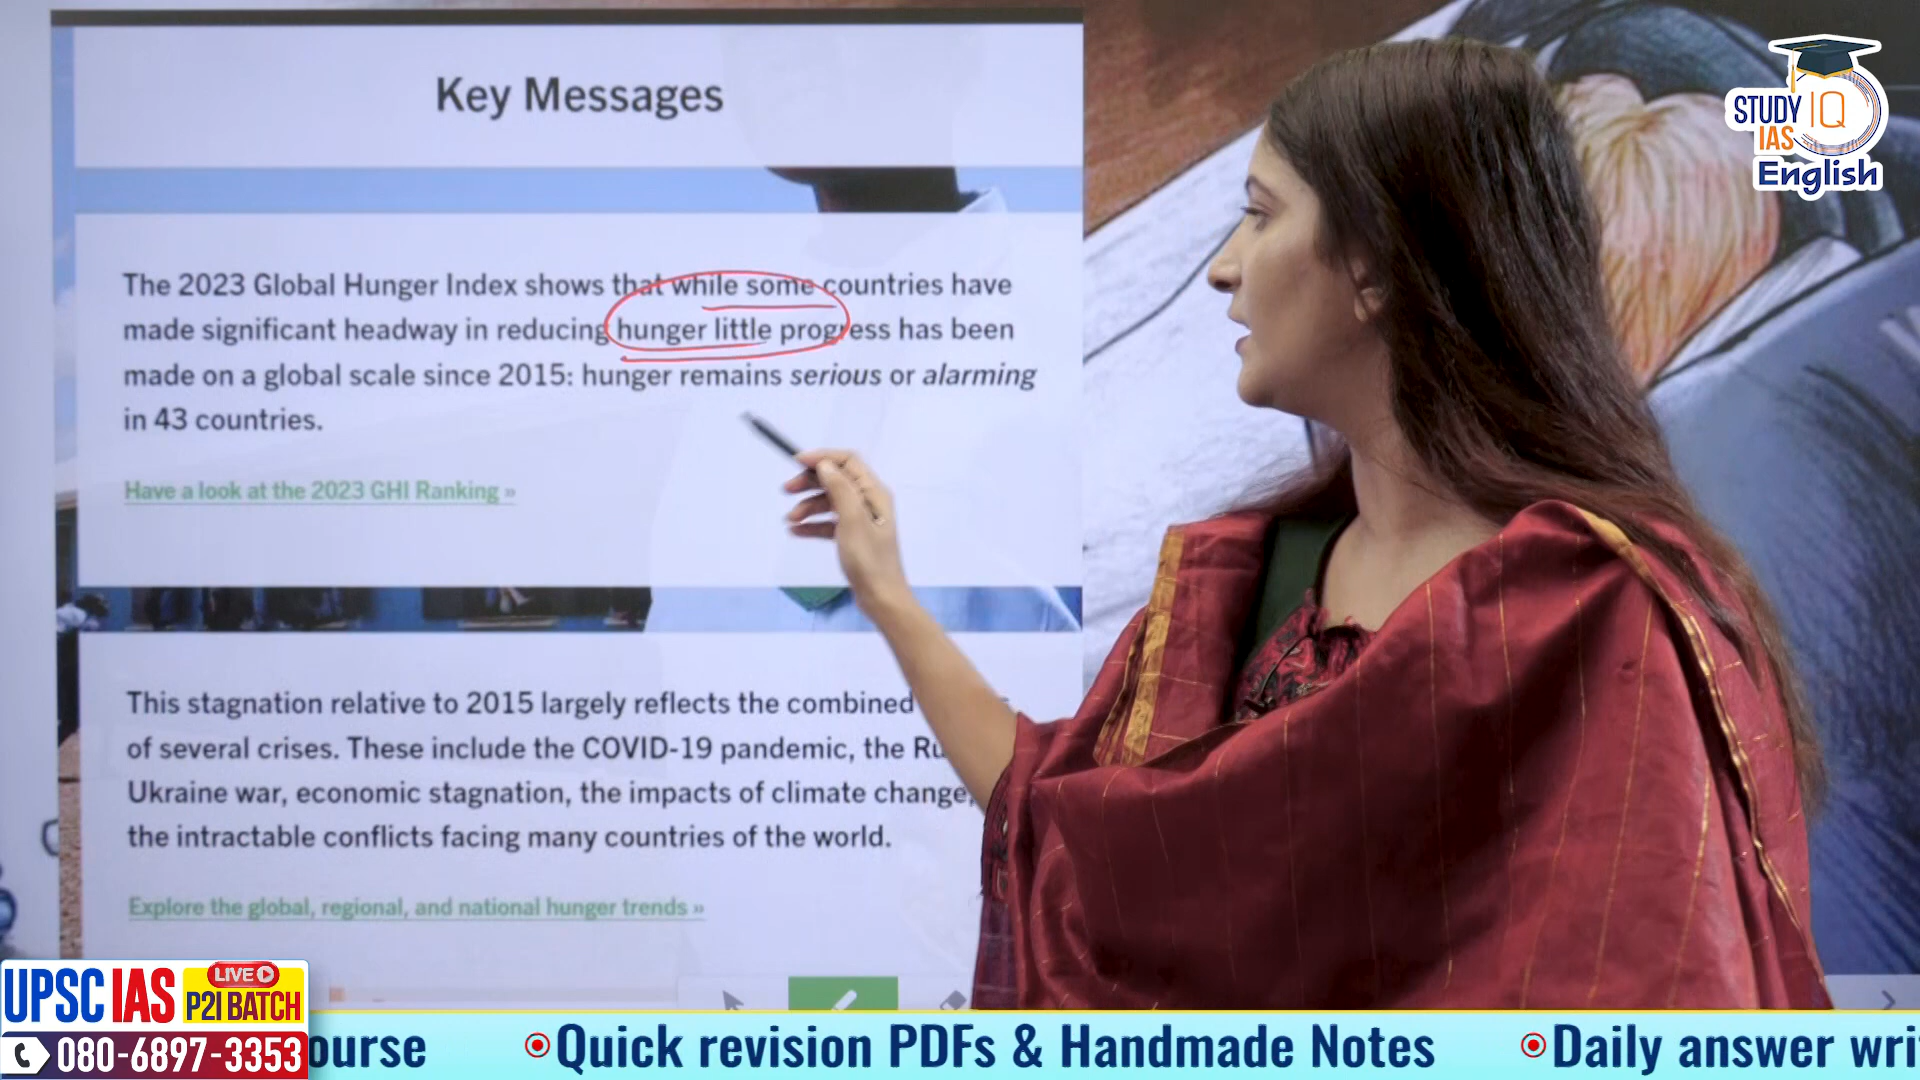 Key Messages
The 2023 Global Hunger Index shows that while some countries have
made significant headway in reducing hunger little progress has been
made on a global scale since 2015: hunger remains serious or alarming
in 43 countries.
Have a look at the 2023 GHI Ranking »
This stagnation relative to 2015 largely reflects the combined
of several crises. These include the COVID-19 pandemic, the
Ukraine war, economic stagnation, the impacts of climate change,
the intractable conflicts facing many countries of the world.
Explore the global, regional, and national hunger trends »
STUDY IQ
IAS
English
UPSC IAS
LIVE
P2I BATCH
080-6897-3353
ourse
Quick revision PDFs & Handmade Notes
Daily answer wri